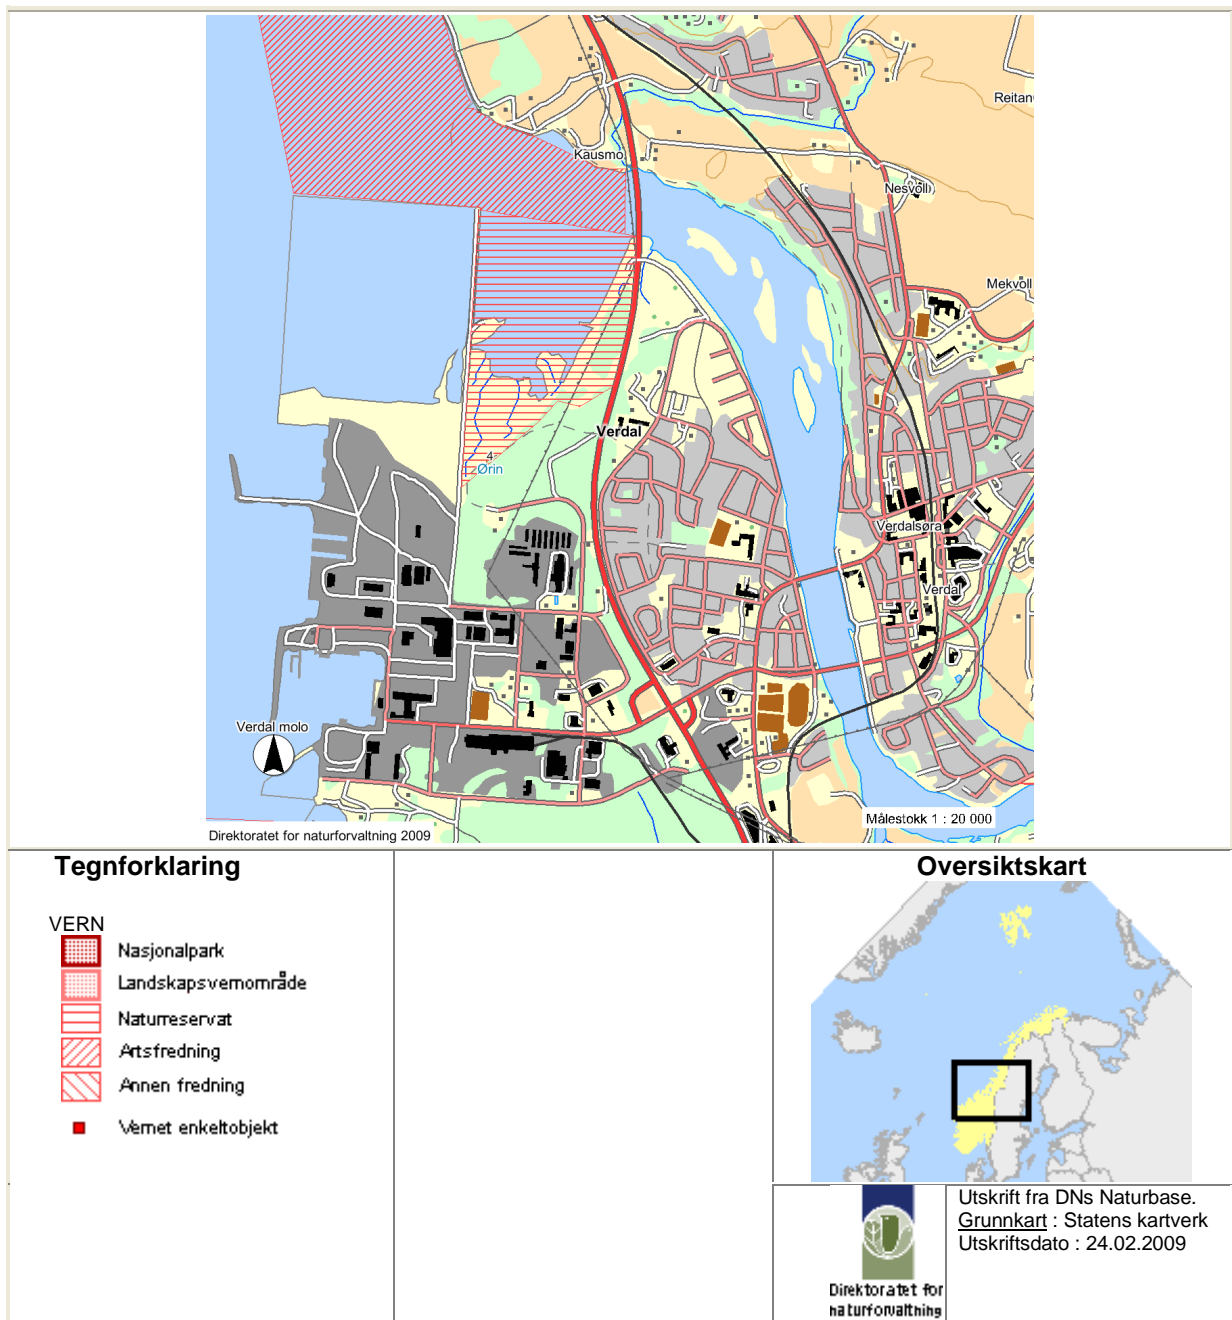 Reitan
Kausmo
Nesvoll
Mekvoll
Verdal
4
Ørin
Verdalsøra
Verdal
Verdal molo
Målestokk 1 : 20 000
Direktoratet for naturforvaltning 2009
Tegnforklaring
VERN
Nasjonalpark
Landskapsvernområde
Naturreservat
Artsfredning
Annen fredning
Vernet enkeltobjekt
Oversiktskart
Direktoratet for
naturforvaltning
Utskrift fra DNs Naturbase.
Grunnkart : Statens kartverk
Utskriftsdato : 24.02.2009